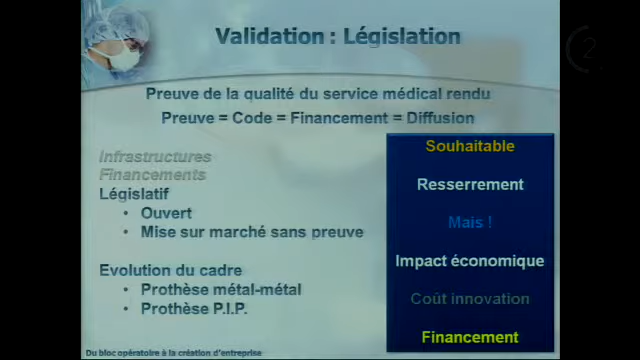 Validation : Législation
Preuve de la qualité du service médical rendu
Preuve = Code = Financement = Diffusion
Infrastructures
Financements
Législatif
• Ouvert
• Mise sur marché sans preuve
Evolution du cadre
• Prothèse métal-métal
• Prothèse P.I.P.
Souhaitable
Resserrement
Mais !
Impact économique
Coût innovation
Financement
Du bloc opératoire à la création d'entreprise
2